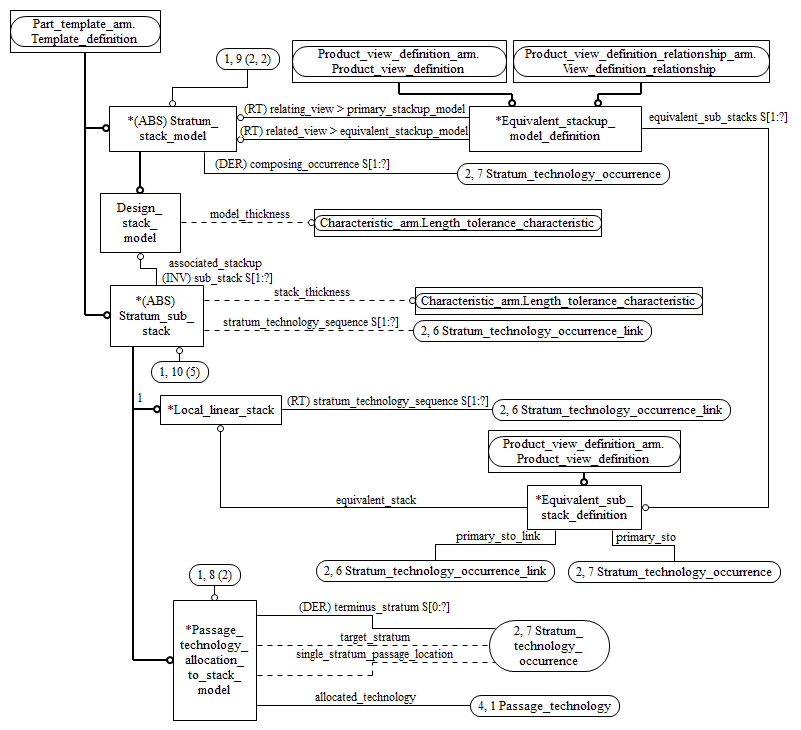 Part_template_arm.
Template_definition
1, 9 (2, 2)
Product_view_definition_arm.
Product_view_definition
Product_view_definition_relationship_arm.
View_definition_relationship
*(ABS) Stratum_
stack_model
(RT) relating_view > primary_stackup_model
(RT) related_view > equivalent_stackup_model
*Equivalent_stackup_
model_definition
equivalent_sub_stacks S[1:?]
(DER) composing_occurrence S[1:?]
2, 7 Stratum_technology_occurrence
Design_
stack_
model
model_thickness
Characteristic_arm.Length_tolerance_characteristic
associated_stackup
(INV) sub_stack S[1:?]
*(ABS)
Stratum_sub_
stack
stack_thickness
Characteristic_arm.Length_tolerance_characteristic
stratum_technology_sequence S[1:?]
2, 6 Stratum_technology_occurrence_link
1, 10 (5)
1
*Local_linear_stack
(RT) stratum_technology_sequence S[1:?]
2, 6 Stratum_technology_occurrence_link
Product_view_definition_arm.
Product_view_definition
equivalent_stack
*Equivalent_sub_
stack_definition
primary_sto_link
primary_sto
2, 6 Stratum_technology_occurrence_link
2, 7 Stratum_technology_occurrence
1, 8 (2)
*Passage_
technology_
allocation_
to_stack_
model
(DER) terminus_stratum S[0:?]
target_stratum
single_stratum_passage_location
2, 7 Stratum_
technology_
occurrence
allocated_technology
4, 1 Passage_technology